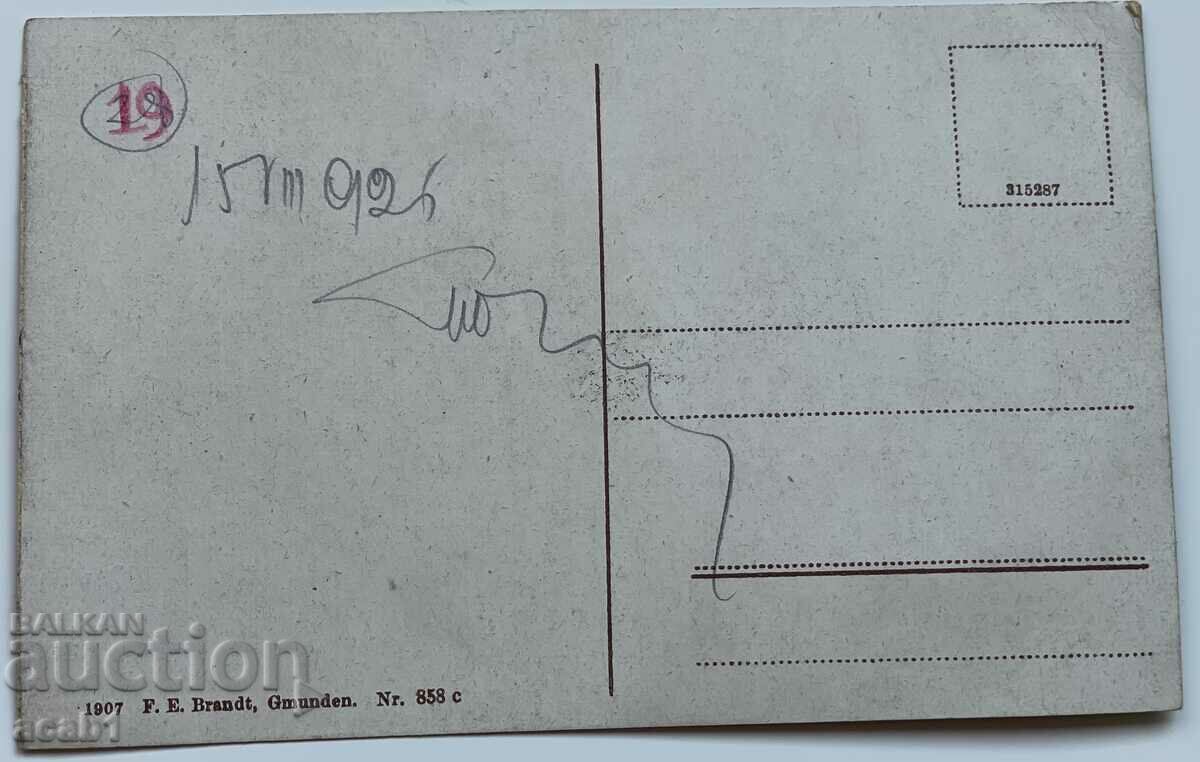 19
15 VIII 926
315287
1907 F. E. Brandt, Gmunden. Nr. 858 c
BALKAN
auction
acab1